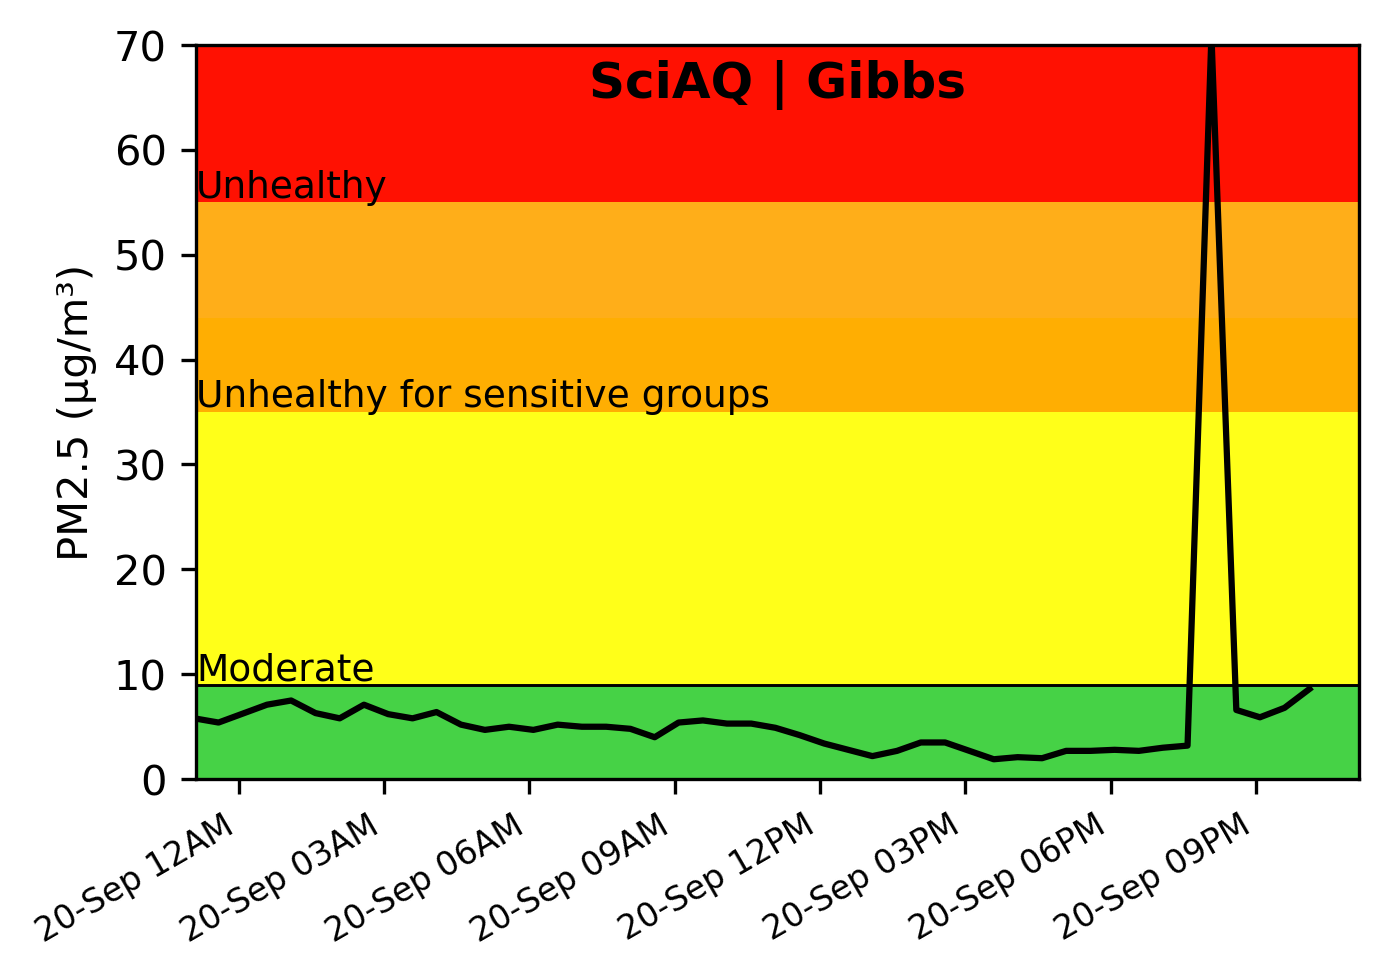 SciAQ | Gibbs
PM2.5 (µg/m³)
70
60
50
40
30
20
10
0
Unhealthy
Unhealthy for sensitive groups
Moderate
20-Sep 12AM
20-Sep 03AM
20-Sep 06AM
20-Sep 09AM
20-Sep 12PM
20-Sep 03PM
20-Sep 06PM
20-Sep 09PM